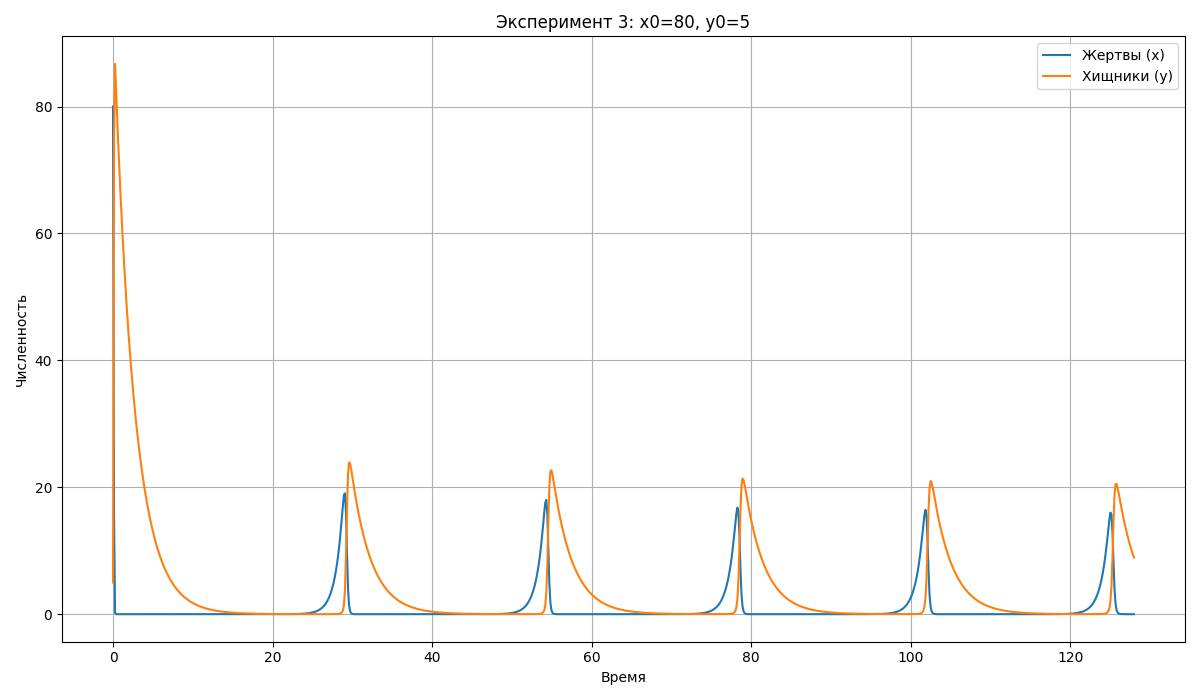 Эксперимент 3: x0=80, y0=5
Жертвы (x)
Хищники (y)
Численность
80
60
40
20
0
0 20 40 60 80 100 120
Время